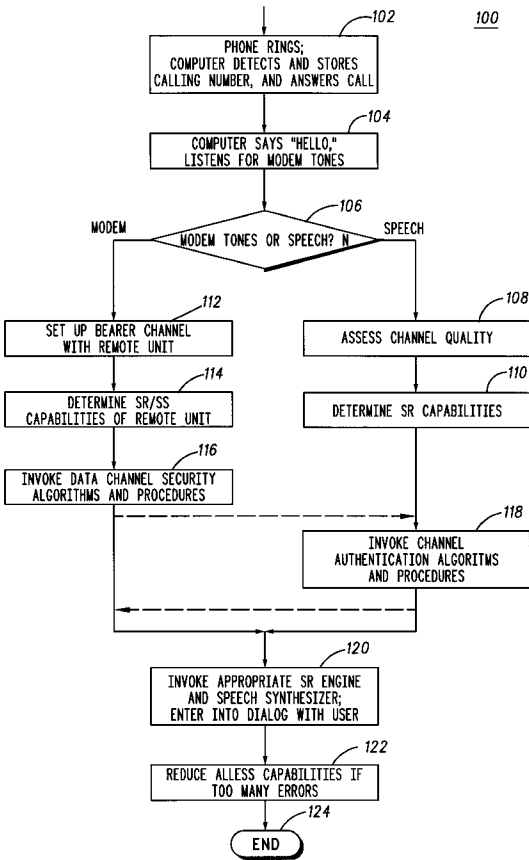 100
102
PHONE RINGS;
COMPUTER DETECTS AND STORES
CALLING NUMBER, AND ANSWERS CALL
104
COMPUTER SAYS "HELLO,"
LISTENS FOR MODEM TONES
106
MODEM
SPEECH
MODEM TONES OR SPEECH? N
112
SET UP BEARER CHANNEL
WITH REMOTE UNIT
108
ASSESS CHANNEL QUALITY
114
DETERMINE SR/SS
CAPABILITIES OF REMOTE UNIT
110
DETERMINE SR CAPABILITIES
116
INVOKE DATA CHANNEL SECURITY
ALGORITHMS AND PROCEDURES
118
INVOKE CHANNEL
AUTHENTICATION ALGORITMS
AND PROCEDURES
120
INVOKE APPROPRIATE SR ENGINE
AND SPEECH SYNTHESIZER;
ENTER INTO DIALOG WITH USER
122
REDUCE ALLESS CAPABILITIES IF
TOO MANY ERRORS
124
END